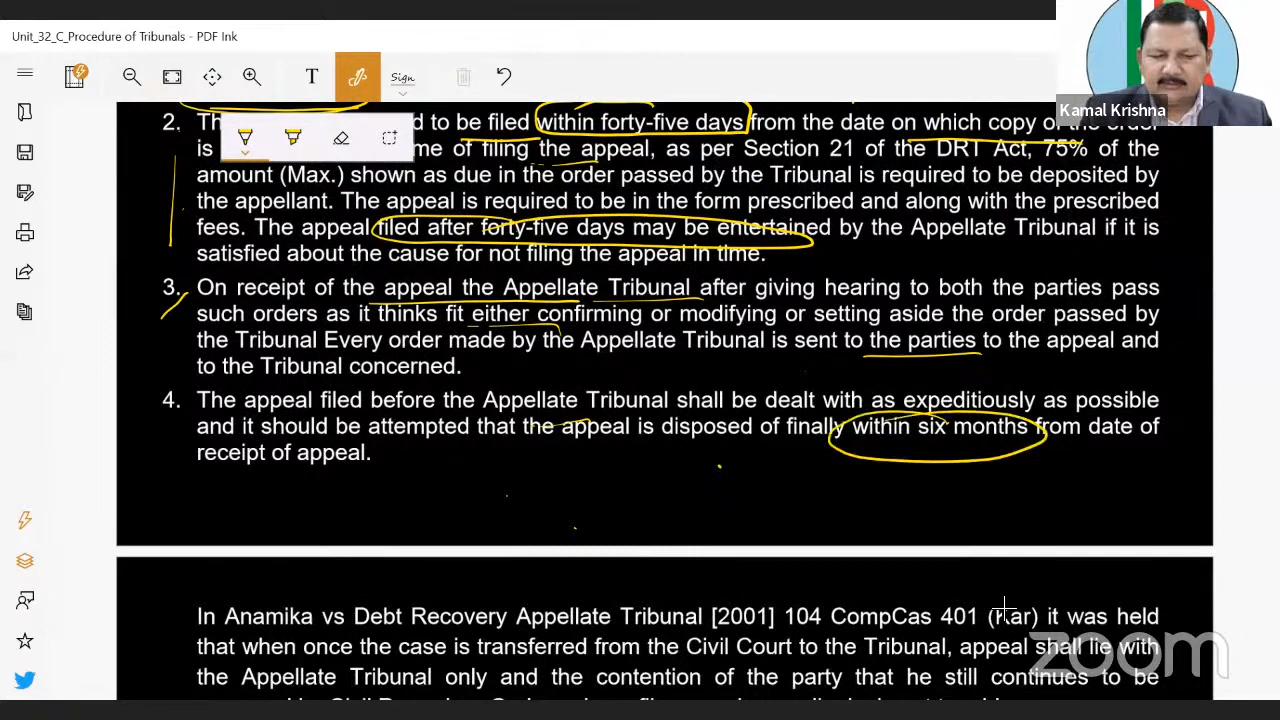 Unit_32_C_Procedure of Tribunals - PDF Ink
T
Sign
Kamal Krishna
2. Th d to be filed within forty-five days from the date on which copy of the order
is me of filing the appeal, as per Section 21 of the DRT Act, 75% of the
amount (Max.) shown as due in the order passed by the Tribunal is required to be deposited by
the appellant. The appeal is required to be in the form prescribed and along with the prescribed
fees. The appeal filed after forty-five days may be entertained by the Appellate Tribunal if it is
satisfied about the cause for not filing the appeal in time.
3. On receipt of the appeal the Appellate Tribunal after giving hearing to both the parties pass
such orders as it thinks fit either confirming or modifying or setting aside the order passed by
the Tribunal Every order made by the Appellate Tribunal is sent to the parties to the appeal and
to the Tribunal concerned.
4. The appeal filed before the Appellate Tribunal shall be dealt with as expeditiously as possible
and it should be attempted that the appeal is disposed of finally within six months from date of
receipt of appeal.
In Anamika vs Debt Recovery Appellate Tribunal [2001] 104 CompCas 401 it was held
that when once the case is transferred from the Civil Court to the Tribunal, appeal shall lie with
the Appellate Tribunal only and the contention of the party that he still continues to be
zoom